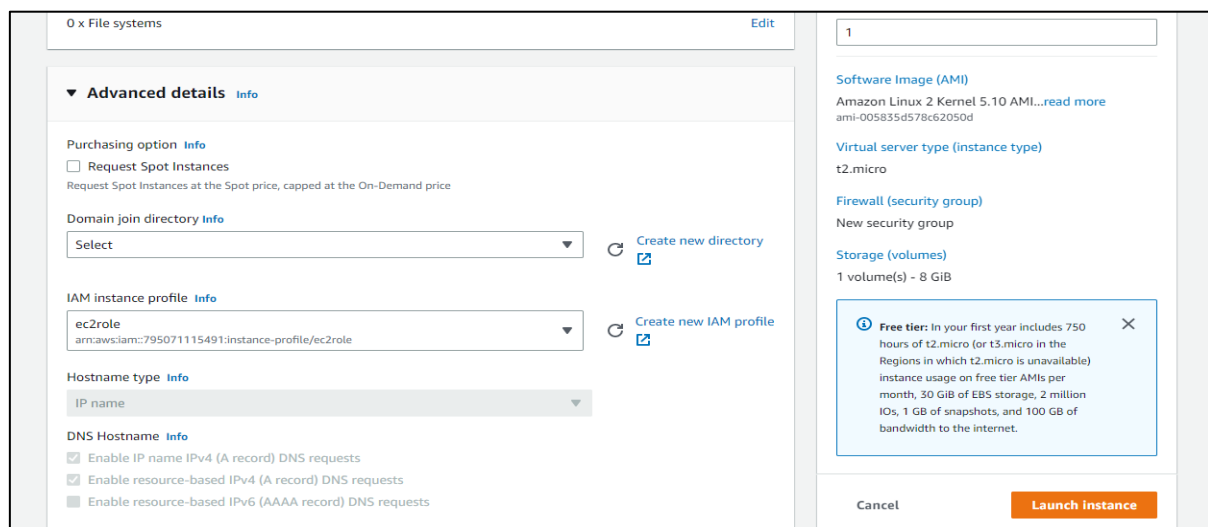 0 x File systems
Edit
Advanced details Info
Purchasing option Info
Request Spot Instances
Request Spot Instances at the Spot price, capped at the On-Demand price
Domain join directory Info
Select
Create new directory
IAM instance profile Info
ec2role
arn:aws:iam::795071115491:instance-profile/ec2role
Create new IAM profile
Hostname type Info
IP name
DNS Hostname Info
Enable IP name IPv4 (A record) DNS requests
Enable resource-based IPv4 (A record) DNS requests
Enable resource-based IPv6 (AAAA record) DNS requests
1
Software Image (AMI)
Amazon Linux 2 Kernel 5.10 AMI...read more
ami-005835d578c62050d
Virtual server type (instance type)
t2.micro
Firewall (security group)
New security group
Storage (volumes)
1 volume(s) - 8 GiB
Free tier: In your first year includes 750
hours of t2.micro (or t3.micro in the
Regions in which t2.micro is unavailable)
instance usage on free tier AMIs per
month, 30 GiB of EBS storage, 2 million
IOs, 1 GB of snapshots, and 100 GB of
bandwidth to the internet.
Cancel
Launch instance